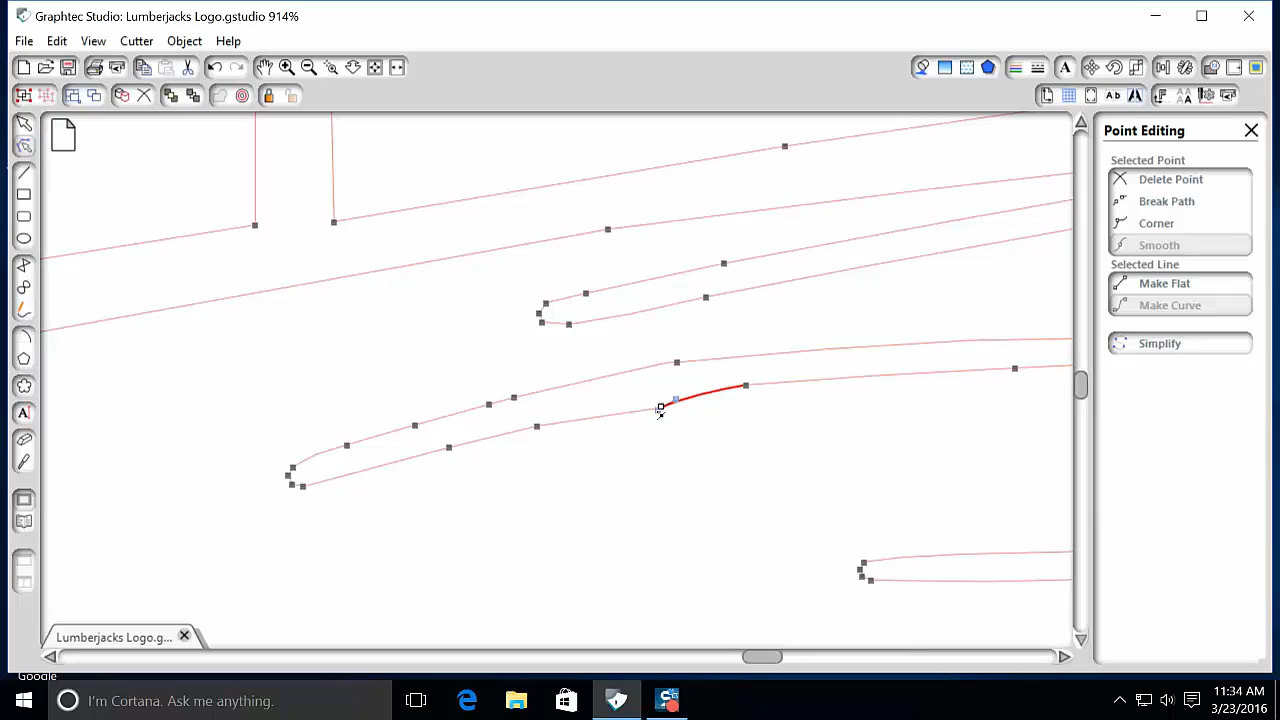 Graphtec Studio: Lumberjacks Logo.gstudio 914%
File Edit View Cutter Object Help
Point Editing
Selected Point
Delete Point
Break Path
Corner
Smooth
Selected Line
Make Flat
Make Curve
Simplify
Lumberjacks Logo.g...
Google
I'm Cortana. Ask me anything.
11:34 AM
3/23/2016